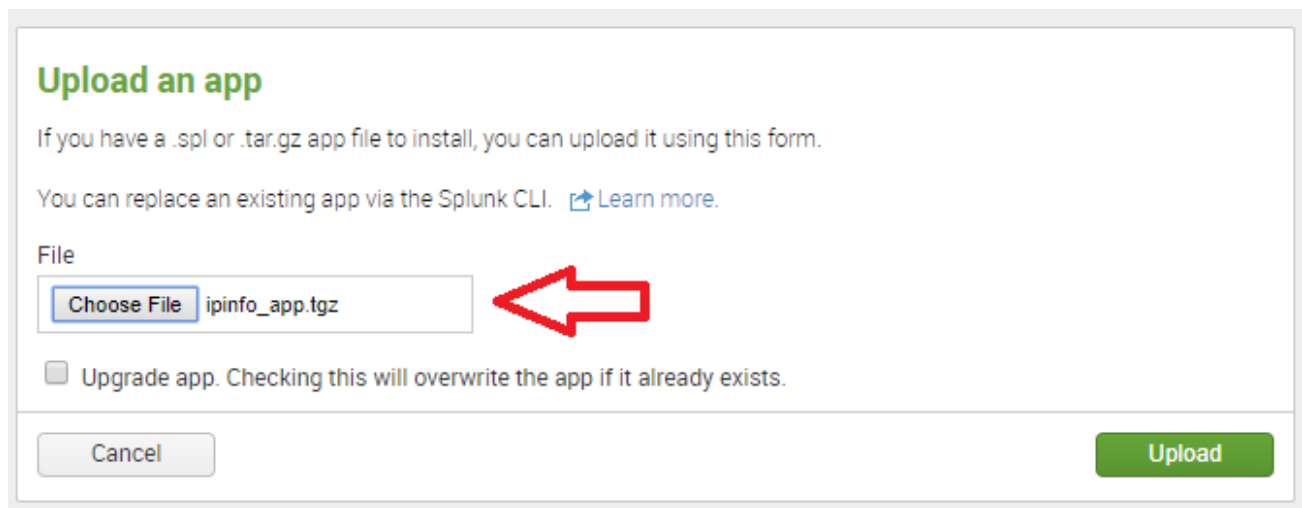 Upload an app
If you have a .spl or .tar.gz app file to install, you can upload it using this form.
You can replace an existing app via the Splunk CLI. Learn more.
File
Choose File ipinfo_app.tgz
Upgrade app. Checking this will overwrite the app if it already exists.
Cancel Upload